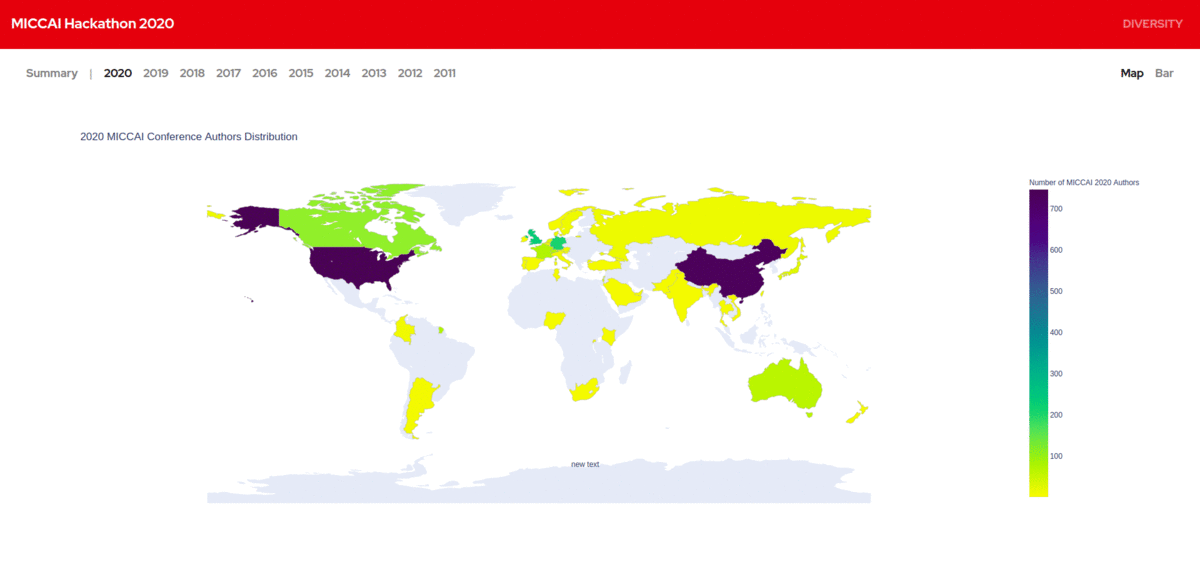 MICCAI Hackathon 2020
DIVERSITY
Summary | 2020 2019 2018 2017 2016 2015 2014 2013 2012 2011
Map Bar
2020 MICCAI Conference Authors Distribution
Number of MICCAI 2020 Authors
700
600
500
400
300
200
100
new text